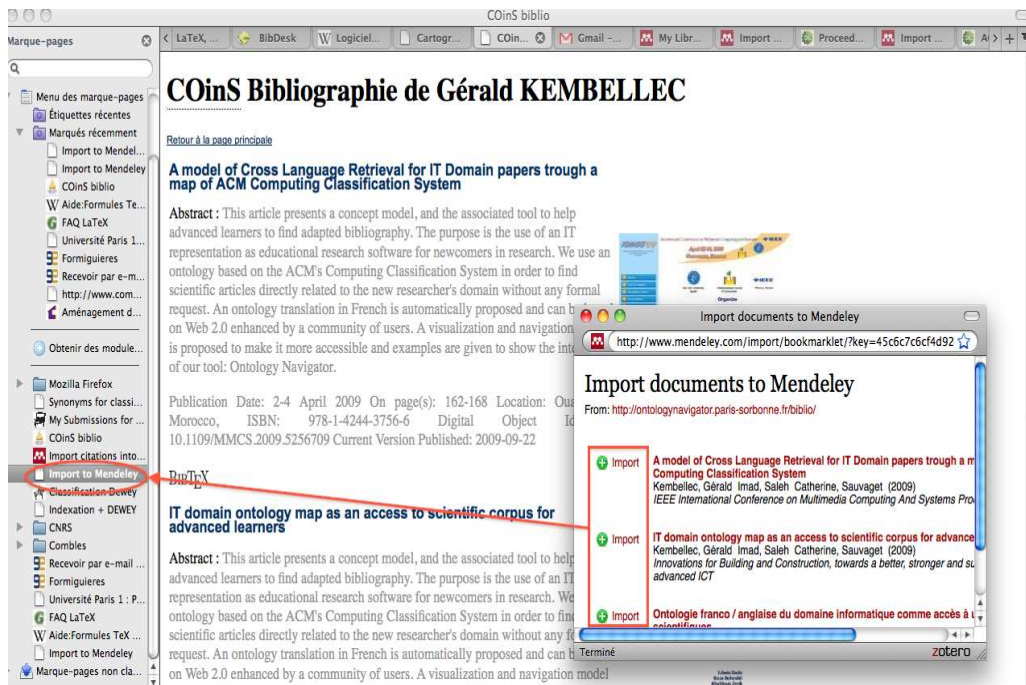 COinS biblio
Marque-pages
LaTeX, ...
BibDesk
Logiciel...
Cartogr...
COin...
Gmail -...
My Libr...
Import ...
Proceed...
Import ...
Menu des marque-pages
Étiquettes récentes
Marqués récemment
Import to Mendel...
Import to Mendeley
COinS biblio
Aide:Formules Te...
FAQ LaTeX
Université Paris 1...
Formiguieres
Recevoir par e-m...
http://www.com...
Aménagement d...
Obtenir des module...
Mozilla Firefox
Synonyms for classi...
My Submissions for ...
COinS biblio
Import citations into...
Import to Mendeley
Classification Dewey
Indexation + DEWEY
CNRS
Combles
Recevoir par e-mail ...
Formiguieres
Université Paris 1 : P...
FAQ LaTeX
Aide:Formules TeX ...
Import to Mendeley
Marque-pages non cla...
COinS Bibliographie de Gérald KEMBELLEC
Retour à la page principale
A model of Cross Language Retrieval for IT Domain papers trough a
map of ACM Computing Classification System
Abstract : This article presents a concept model, and the associated tool to help
advanced learners to find adapted bibliography. The purpose is the use of an IT
representation as educational research software for newcomers in research. We use an
ontology based on the ACM's Computing Classification System in order to find
scientific articles directly related to the new researcher's domain without any formal
request. An ontology translation in French is automatically proposed and can b
on Web 2.0 enhanced by a community of users. A visualization and navigation
is proposed to make it more accessible and examples are given to show the int
of our tool: Ontology Navigator.
Publication Date: 2-4 April 2009 On page(s): 162-168 Location: Oua
Morocco, ISBN: 978-1-4244-3756-6 Digital Object Id
10.1109/MMCS.2009.5256709 Current Version Published: 2009-09-22
BIBTEX
IT domain ontology map as an access to scientific corpus for
advanced learners
Abstract : This article presents a concept model, and the associated tool to help
advanced learners to find adapted bibliography. The purpose is the use of an IT
representation as educational research software for newcomers in research. We
ontology based on the ACM's Computing Classification System in order to fin
scientific articles directly related to the new researcher's domain without any fo
request. An ontology translation in French is automatically proposed and can b
on Web 2.0 enhanced by a community of users. A visualization and navigation model
Organize
Import documents to Mendeley
http://www.mendeley.com/import/bookmarklet/?key=45c6c7c6cf4d92
Import documents to Mendeley
From: http://ontologynavigator.paris-sorbonne.fr/biblio/
Import
A model of Cross Language Retrieval for IT Domain papers trough a m
Computing Classification System
Kembellec, Gérald Imad, Saleh Catherine, Sauvaget (2009)
IEEE International Conference on Multimedia Computing And Systems Pro
Import
IT domain ontology map as an access to scientific corpus for advance
Kembellec, Gérald Imad, Saleh Catherine, Sauvaget (2009)
Innovations for Building and Construction, towards a better, stronger and su
advanced ICT
Import
Ontologie franco / anglaise du domaine informatique comme accès à
scientifiques
Terminé
zotero